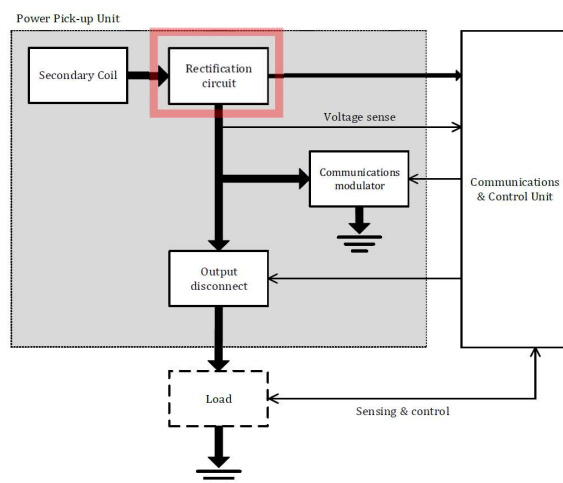 Power Pick-up Unit
Secondary Coil
Rectification
circuit
Voltage sense
Communications
modulator
Communications
& Control Unit
Output
disconnect
Load
Sensing & control